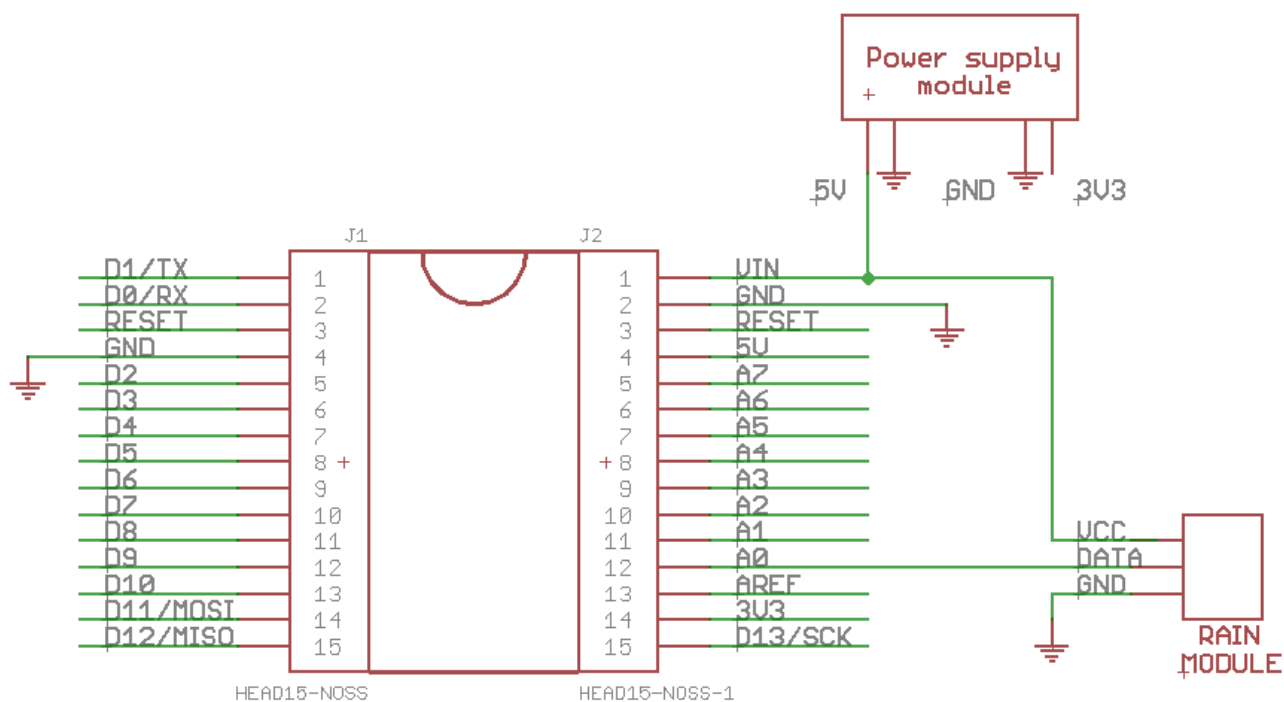 Power supply
module
5V
GND
3V3
J1
J2
D1/TX 1
D0/RX 2
RESET 3
GND 4
D2 5
D3 6
D4 7
D5 8
D6 9
D7 10
D8 11
D9 12
D10 13
D11/MOSI 14
D12/MISO 15
1 VIN
2 GND
3 RESET
4 5V
5 A7
6 A6
7 A5
8 A4
9 A3
10 A2
11 A1
12 A0
13 AREF
14 3V3
15 D13/SCK
VCC
DATA
GND
RAIN
MODULE
HEAD15-NOSS
HEAD15-NOSS-1